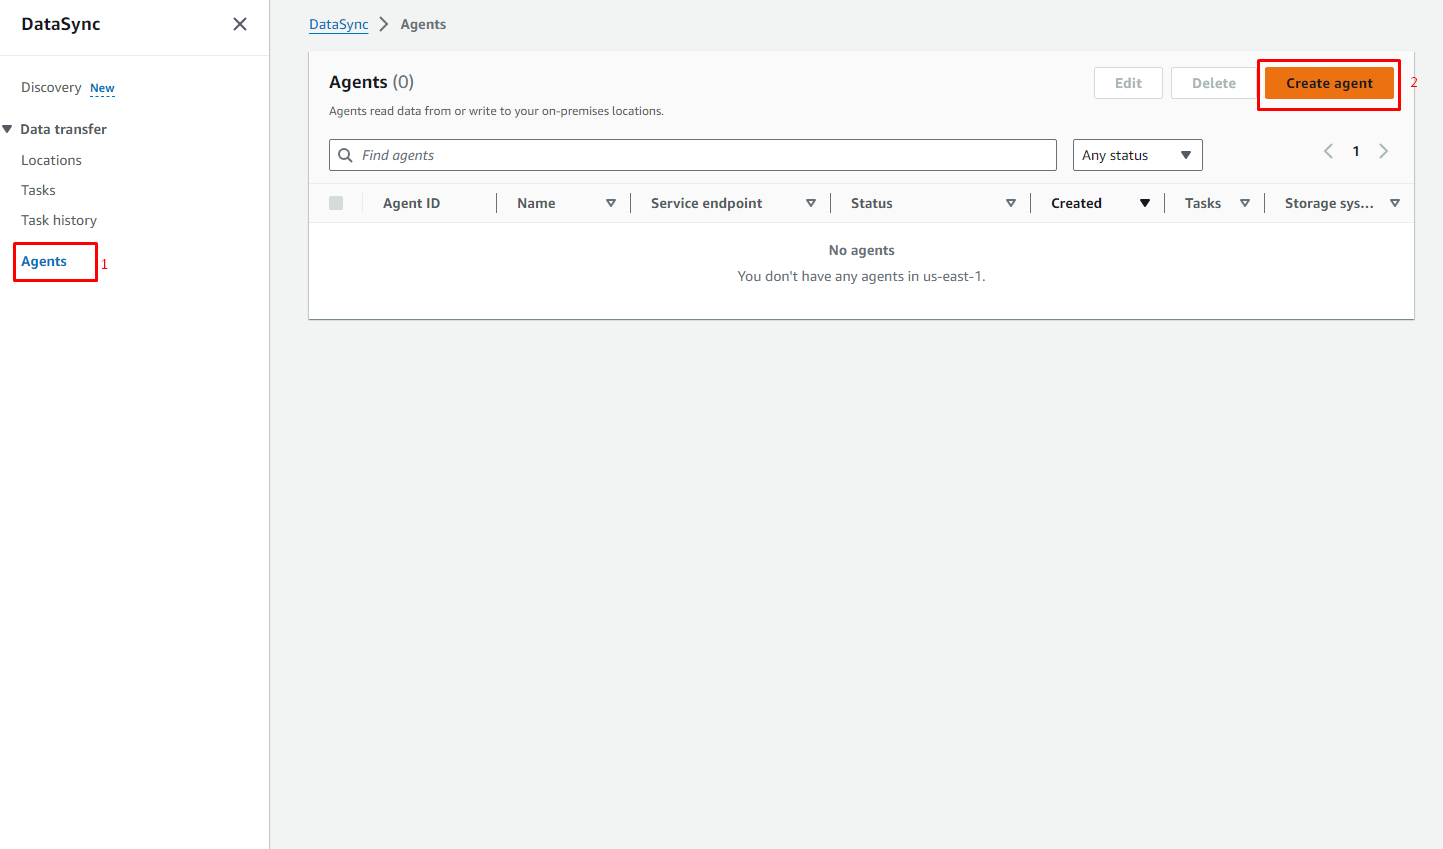 DataSync
Discovery New
Data transfer
Locations
Tasks
Task history
Agents 1
DataSync Agents
Agents (0)
Edit Delete Create agent 2
Agents read data from or write to your on-premises locations.
Find agents Any status 1
Agent ID Name Service endpoint Status Created Tasks Storage sys...
No agents
You don't have any agents in us-east-1.